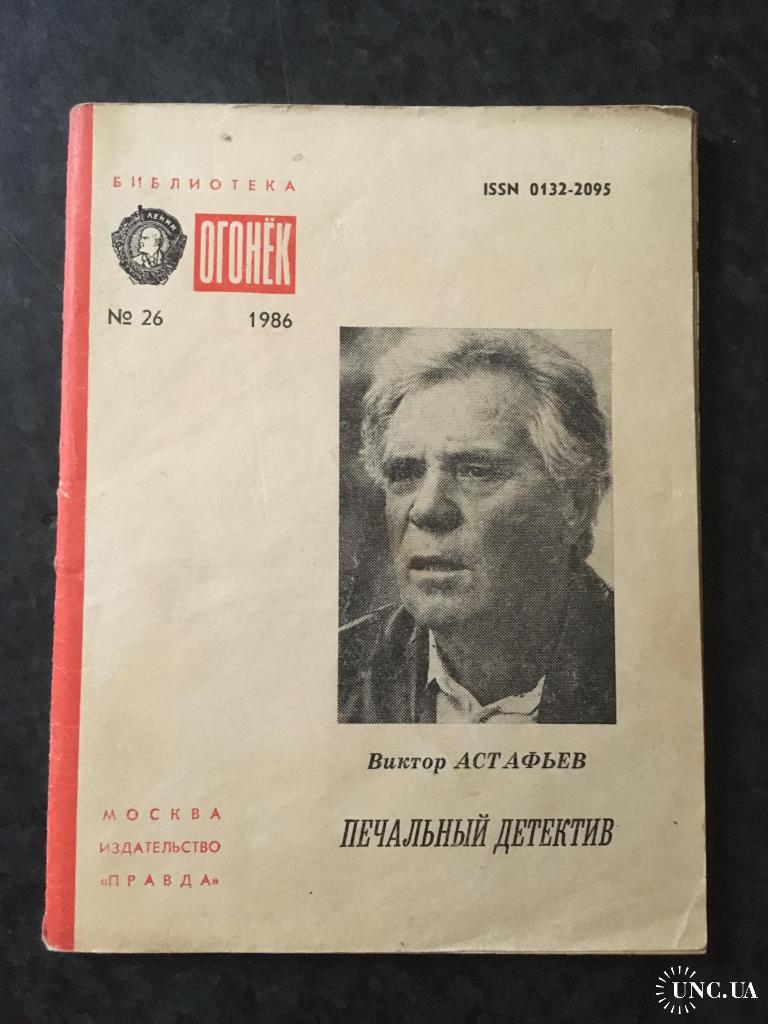 БИБЛИОТЕКА
ISSN 0132-2095
ЛЕНИН
ОГОНЁК
№ 26 1986
Виктор АСТАФЬЕВ
ПЕЧАЛЬНЫЙ ДЕТЕКТИВ
МОСКВА
ИЗДАТЕЛЬСТВО
«ПРАВДА»
UNC.UA